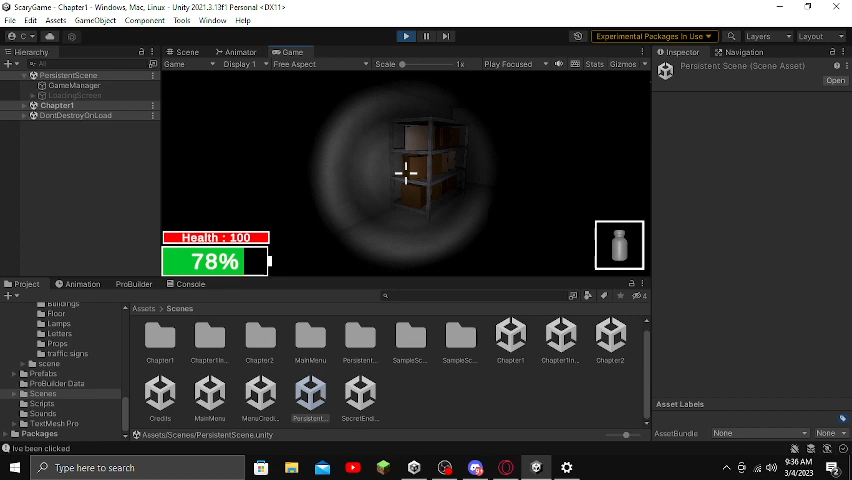 ScaryGame - Chapter1 - Windows, Mac, Linux - Unity 2021.3.13f1 Personal* <DX11>
File Edit Assets GameObject Component Tools Window Help
C
Experimental Packages In Use
Layers
Layout
Hierarchy
All
PersistentScene
GameManager
LoadingScreen
Chapter1
DontDestroyOnLoad
Scene Animator Game
Game Display 1 Free Aspect Scale 1x Play Focused Stats Gizmos
Health : 100
78%
Inspector Navigation
Persistent Scene (Scene Asset)
Open
Project Animation ProBuilder Console
4
Buildings
Floor
Lamps
Letters
Props
traffic signs
scene
Prefabs
ProBuilder Data
Scenes
Scripts
Sounds
TextMesh Pro
Packages
Assets > Scenes
Chapter1 Chapter1In... Chapter2 MainMenu Persistent... SampleSc... SampleSc... Chapter1 Chapter1in... Chapter2
Credits MainMenu MenuCredi... Persistent... SecretEndi...
Assets/Scenes/PersistentScene.unity
Asset Labels
AssetBundle None None
Ive been clicked
Type here to search
9:36 AM
3/4/2023
2